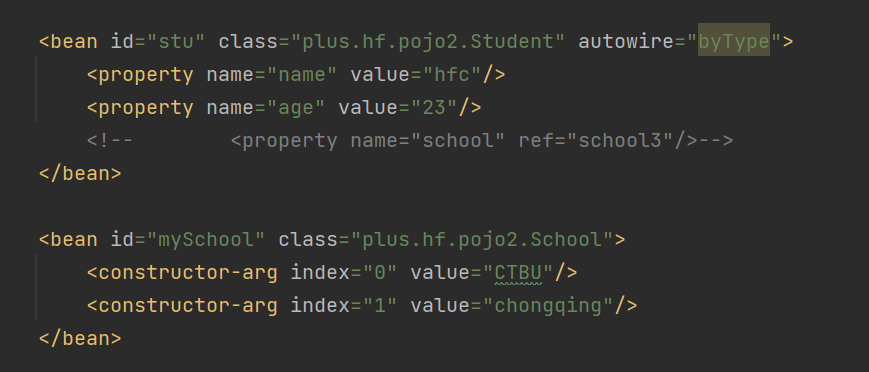 <bean id="stu" class="plus.hf.pojo2.Student" autowire="byType">
    <property name="name" value="hfc"/>
    <property name="age" value="23"/>
    <!--        <property name="school" ref="school3"/>-->
</bean>
<bean id="mySchool" class="plus.hf.pojo2.School">
    <constructor-arg index="0" value="CTBU"/>
    <constructor-arg index="1" value="chongqing"/>
</bean>